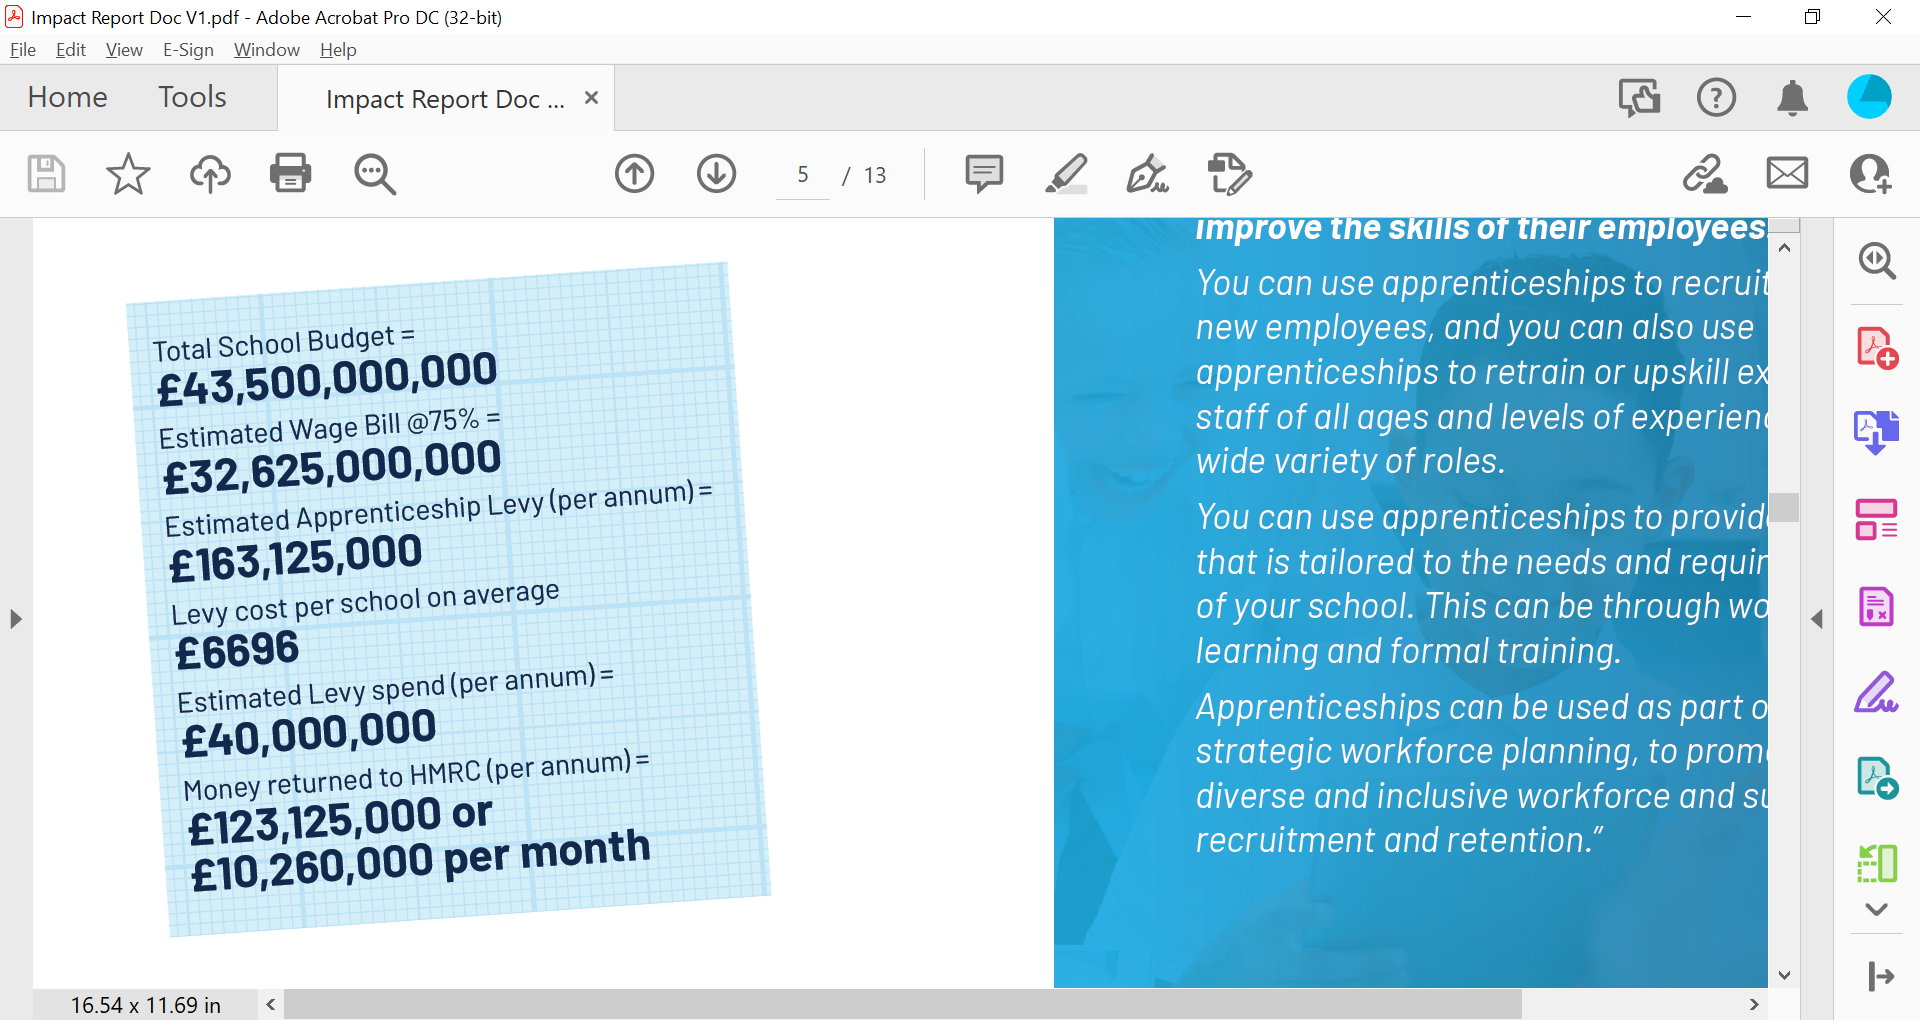 Impact Report Doc V1.pdf - Adobe Acrobat Pro DC (32-bit)
File Edit View E-Sign Window Help
Home Tools Impact Report Doc ...
5 / 13
Total School Budget =
£43,500,000,000
Estimated Wage Bill @75% =
£32,625,000,000
Estimated Apprenticeship Levy (per annum) =
£163,125,000
Levy cost per school on average
£6696
Estimated Levy spend (per annum) =
£40,000,000
Money returned to HMRC (per annum) =
£123,125,000 or
£10,260,000 per month
improve the skills of their employees.
You can use apprenticeships to recruit
new employees, and you can also use
apprenticeships to retrain or upskill ex
staff of all ages and levels of experien
wide variety of roles.
You can use apprenticeships to provid
that is tailored to the needs and requir
of your school. This can be through wo
learning and formal training.
Apprenticeships can be used as part o
strategic workforce planning, to prom
diverse and inclusive workforce and su
recruitment and retention.”
16.54 x 11.69 in